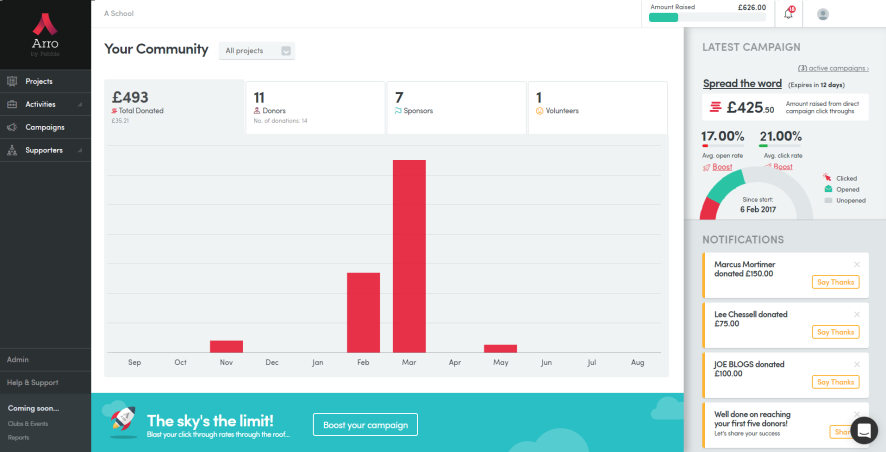 Arro
by Pebble
Projects
Activities
Campaigns
Supporters
Admin
Help & Support
Coming soon...
Clubs & Events
Reports
A School
Amount Raised £626.00
Your Community
All projects
£493
Total Donated
£35.21
11
Donors
No. of donations: 14
7
Sponsors
1
Volunteers
Sep Oct Nov Dec Jan Feb Mar Apr May Jun Jul Aug
The sky's the limit!
Blast your click through rates through the roof...
Boost your campaign
LATEST CAMPAIGN
(3) active campaigns ›
Spread the word (Expires in 12 days)
£425.50
Amount raised from direct
campaign click throughs
17.00% 21.00%
Avg. open rate Avg. click rate
Boost Boost
Clicked
Opened
Unopened
Since start:
6 Feb 2017
NOTIFICATIONS
Marcus Mortimer
donated £150.00
Say Thanks
Lee Chessell donated
£75.00
Say Thanks
JOE BLOGS donated
£100.00
Say Thanks
Well done on reaching
your first five donors!
Let's share your success